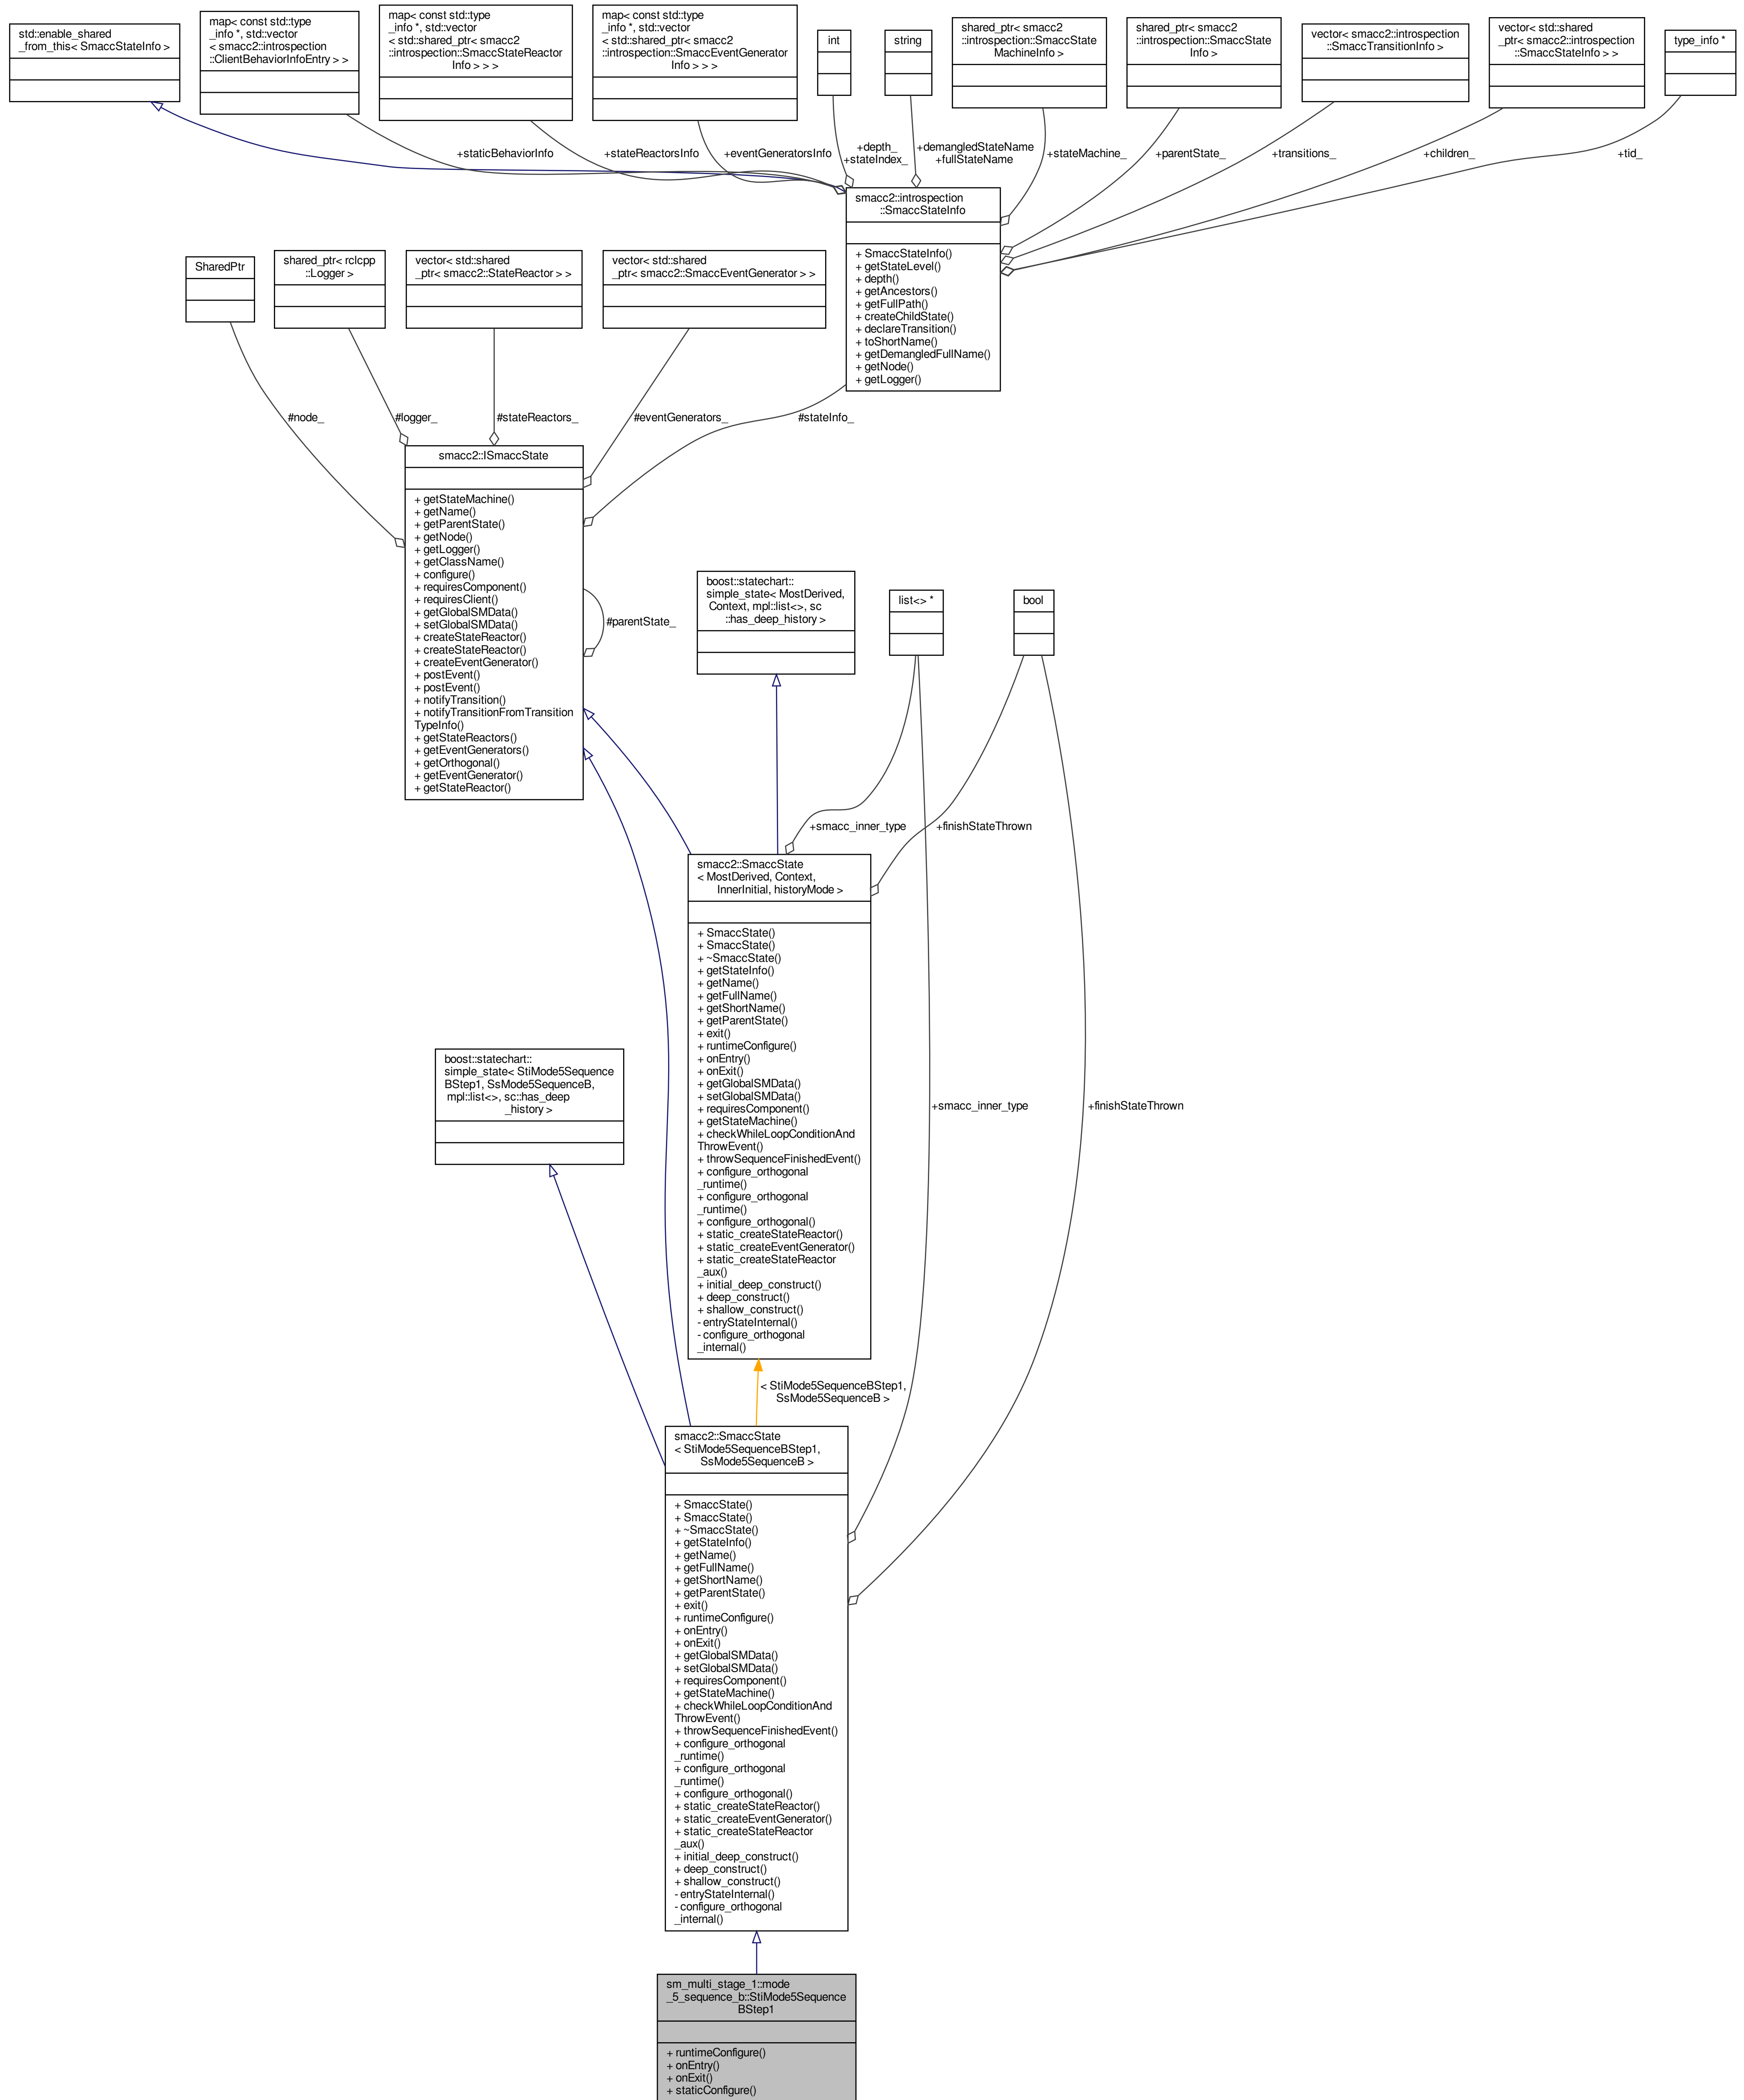 std::enable_shared
_from_this< SmaccStateInfo >
map< const std::type
_info *, std::vector
< smacc2::introspection
::ClientBehaviorInfoEntry > >
map< const std::type
_info *, std::vector
< std::shared_ptr< smacc2
::introspection::SmaccStateReactor
Info > > >
map< const std::type
_info *, std::vector
< std::shared_ptr< smacc2
::introspection::SmaccEventGenerator
Info > > >
int
string
shared_ptr< smacc2
::introspection::SmaccState
MachineInfo >
shared_ptr< smacc2
::introspection::SmaccState
Info >
vector< smacc2::introspection
::SmaccTransitionInfo >
vector< std::shared
_ptr< smacc2::introspection
::SmaccStateInfo > >
type_info *
+staticBehaviorInfo
+stateReactorsInfo
+eventGeneratorsInfo
+depth_
+stateIndex_
+demangledStateName
+fullStateName
+stateMachine_
+parentState_
+transitions_
+children_
+tid_
smacc2::introspection
::SmaccStateInfo
+ SmaccStateInfo()
+ getStateLevel()
+ depth()
+ getAncestors()
+ getFullPath()
+ createChildState()
+ declareTransition()
+ toShortName()
+ getDemangledFullName()
+ getNode()
+ getLogger()
SharedPtr
shared_ptr< rclcpp
::Logger >
vector< std::shared
_ptr< smacc2::StateReactor > >
vector< std::shared
_ptr< smacc2::SmaccEventGenerator > >
#node_
#logger_
#stateReactors_
#eventGenerators_
#stateInfo_
smacc2::ISmaccState
+ getStateMachine()
+ getName()
+ getParentState()
+ getNode()
+ getLogger()
+ getClassName()
+ configure()
+ requiresComponent()
+ requiresClient()
+ getGlobalSMData()
+ setGlobalSMData()
+ createStateReactor()
+ createStateReactor()
+ createEventGenerator()
+ postEvent()
+ postEvent()
+ notifyTransition()
+ notifyTransitionFromTransition
TypeInfo()
+ getStateReactors()
+ getEventGenerators()
+ getOrthogonal()
+ getEventGenerator()
+ getStateReactor()
#parentState_
boost::statechart::
simple_state< MostDerived,
Context, mpl::list<>, sc
::has_deep_history >
list<> *
bool
+smacc_inner_type
+finishStateThrown
smacc2::SmaccState
< MostDerived, Context,
InnerInitial, historyMode >
+ SmaccState()
+ SmaccState()
+ ~SmaccState()
+ getStateInfo()
+ getName()
+ getFullName()
+ getShortName()
+ getParentState()
+ exit()
+ runtimeConfigure()
+ onEntry()
+ onExit()
+ getGlobalSMData()
+ setGlobalSMData()
+ requiresComponent()
+ getStateMachine()
+ checkWhileLoopConditionAnd
ThrowEvent()
+ throwSequenceFinishedEvent()
+ configure_orthogonal
_runtime()
+ configure_orthogonal
_runtime()
+ configure_orthogonal()
+ static_createStateReactor()
+ static_createEventGenerator()
+ static_createStateReactor
_aux()
+ initial_deep_construct()
+ deep_construct()
+ shallow_construct()
- entryStateInternal()
- configure_orthogonal
_internal()
boost::statechart::
simple_state< StiMode5Sequence
BStep1, SsMode5SequenceB,
mpl::list<>, sc::has_deep
_history >
+smacc_inner_type
+finishStateThrown
< StiMode5SequenceBStep1,
SsMode5SequenceB >
smacc2::SmaccState
< StiMode5SequenceBStep1,
SsMode5SequenceB >
+ SmaccState()
+ SmaccState()
+ ~SmaccState()
+ getStateInfo()
+ getName()
+ getFullName()
+ getShortName()
+ getParentState()
+ exit()
+ runtimeConfigure()
+ onEntry()
+ onExit()
+ getGlobalSMData()
+ setGlobalSMData()
+ requiresComponent()
+ getStateMachine()
+ checkWhileLoopConditionAnd
ThrowEvent()
+ throwSequenceFinishedEvent()
+ configure_orthogonal
_runtime()
+ configure_orthogonal
_runtime()
+ configure_orthogonal()
+ static_createStateReactor()
+ static_createEventGenerator()
+ static_createStateReactor
_aux()
+ initial_deep_construct()
+ deep_construct()
+ shallow_construct()
- entryStateInternal()
- configure_orthogonal
_internal()
sm_multi_stage_1::mode
_5_sequence_b::StiMode5Sequence
BStep1
+ runtimeConfigure()
+ onEntry()
+ onExit()
+ staticConfigure()